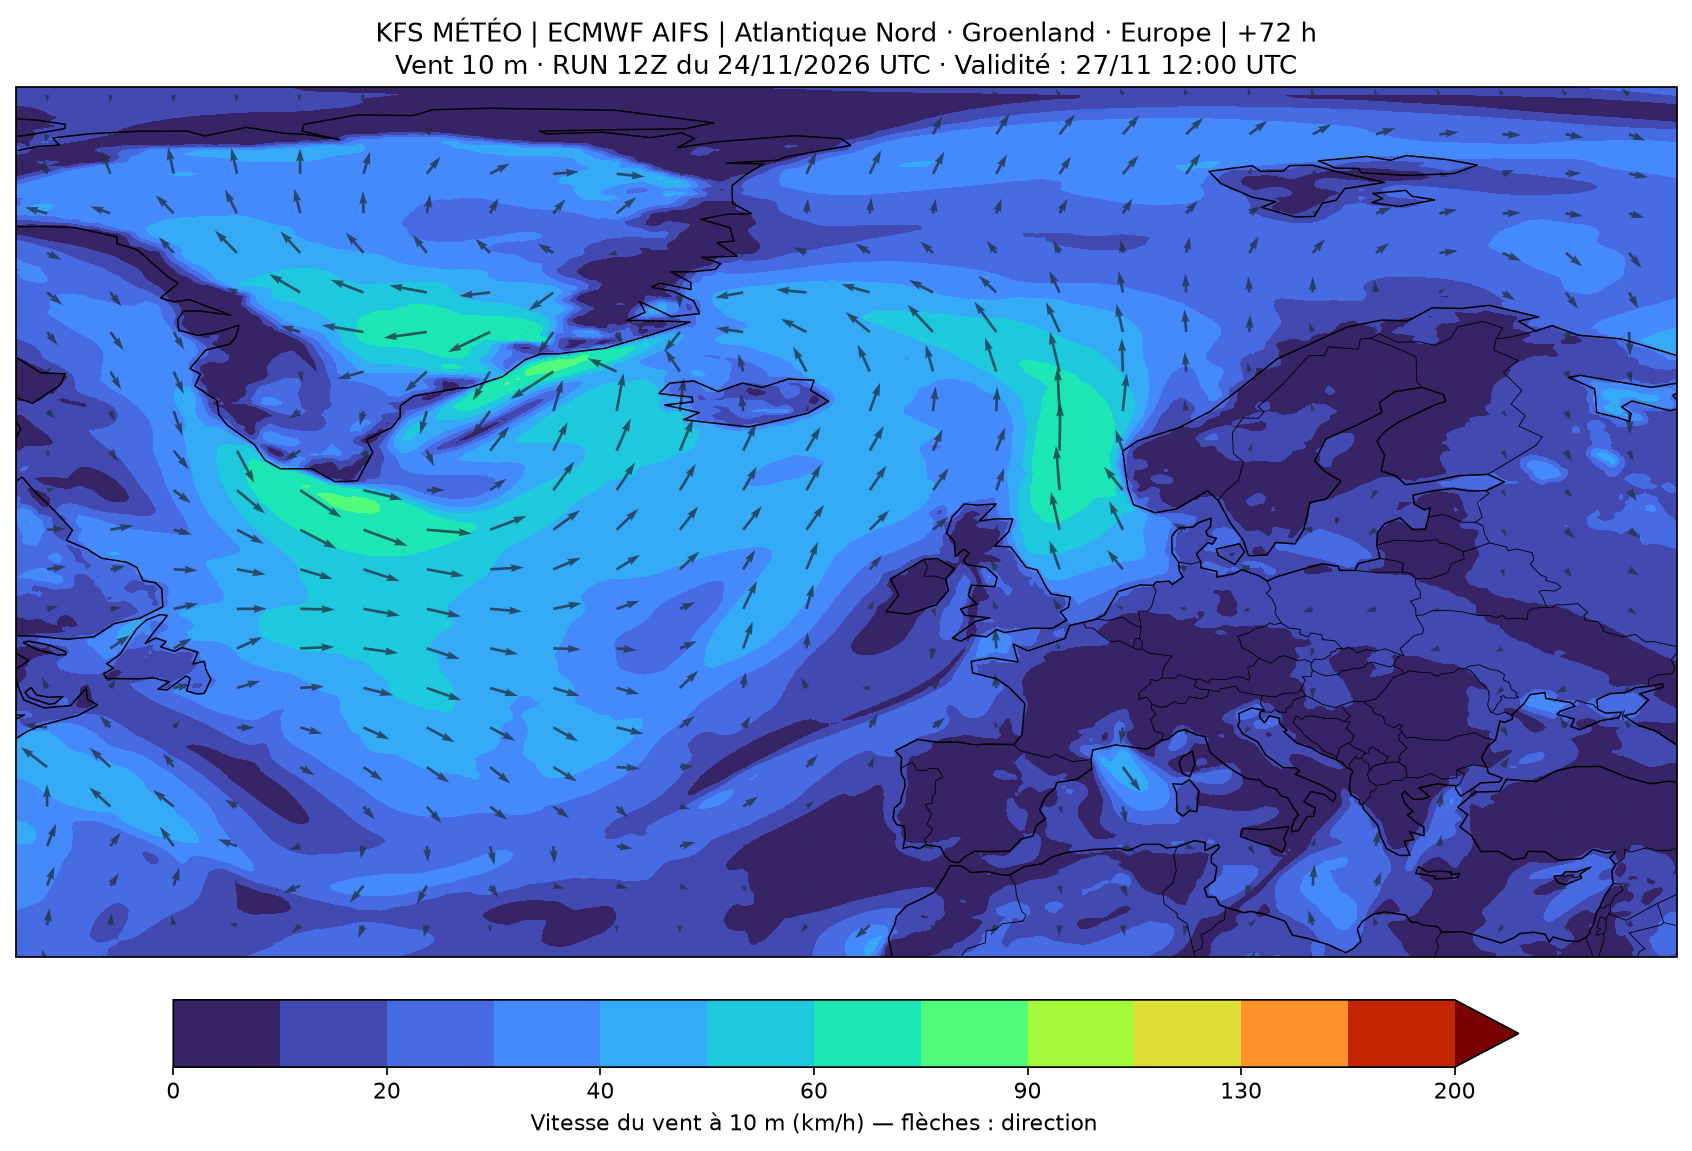 KFS MÉTÉO | ECMWF AIFS | Atlantique Nord · Groenland · Europe | +72 h
Vent 10 m · RUN 12Z du 24/11/2026 UTC · Validité : 27/11 12:00 UTC
0 20 40 60 90 130 200
Vitesse du vent à 10 m (km/h) — flèches : direction